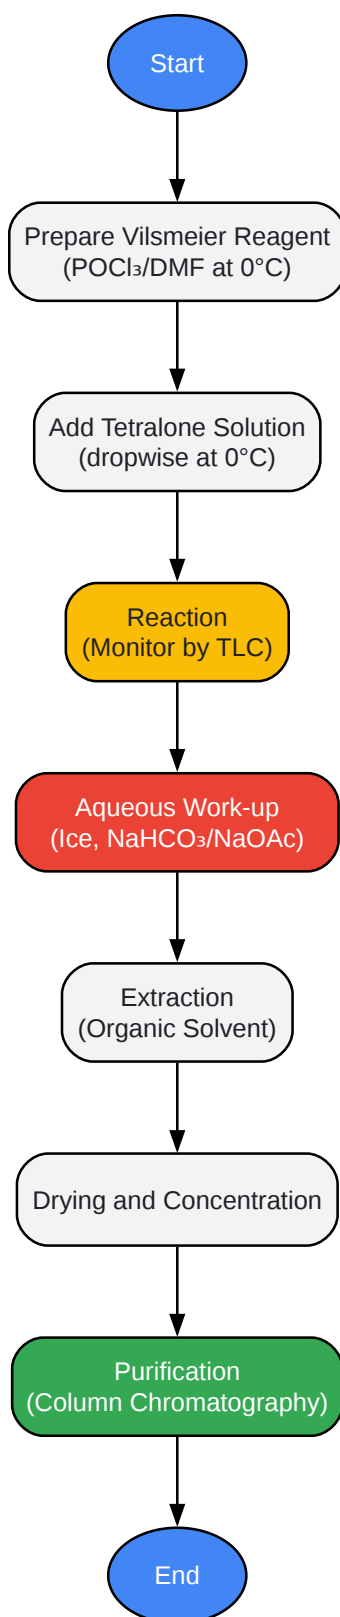 Start
Prepare Vilsmeier Reagent
(POCl₃/DMF at 0°C)
Add Tetralone Solution
(dropwise at 0°C)
Reaction
(Monitor by TLC)
Aqueous Work-up
(Ice, NaHCO₃/NaOAc)
Extraction
(Organic Solvent)
Drying and Concentration
Purification
(Column Chromatography)
End